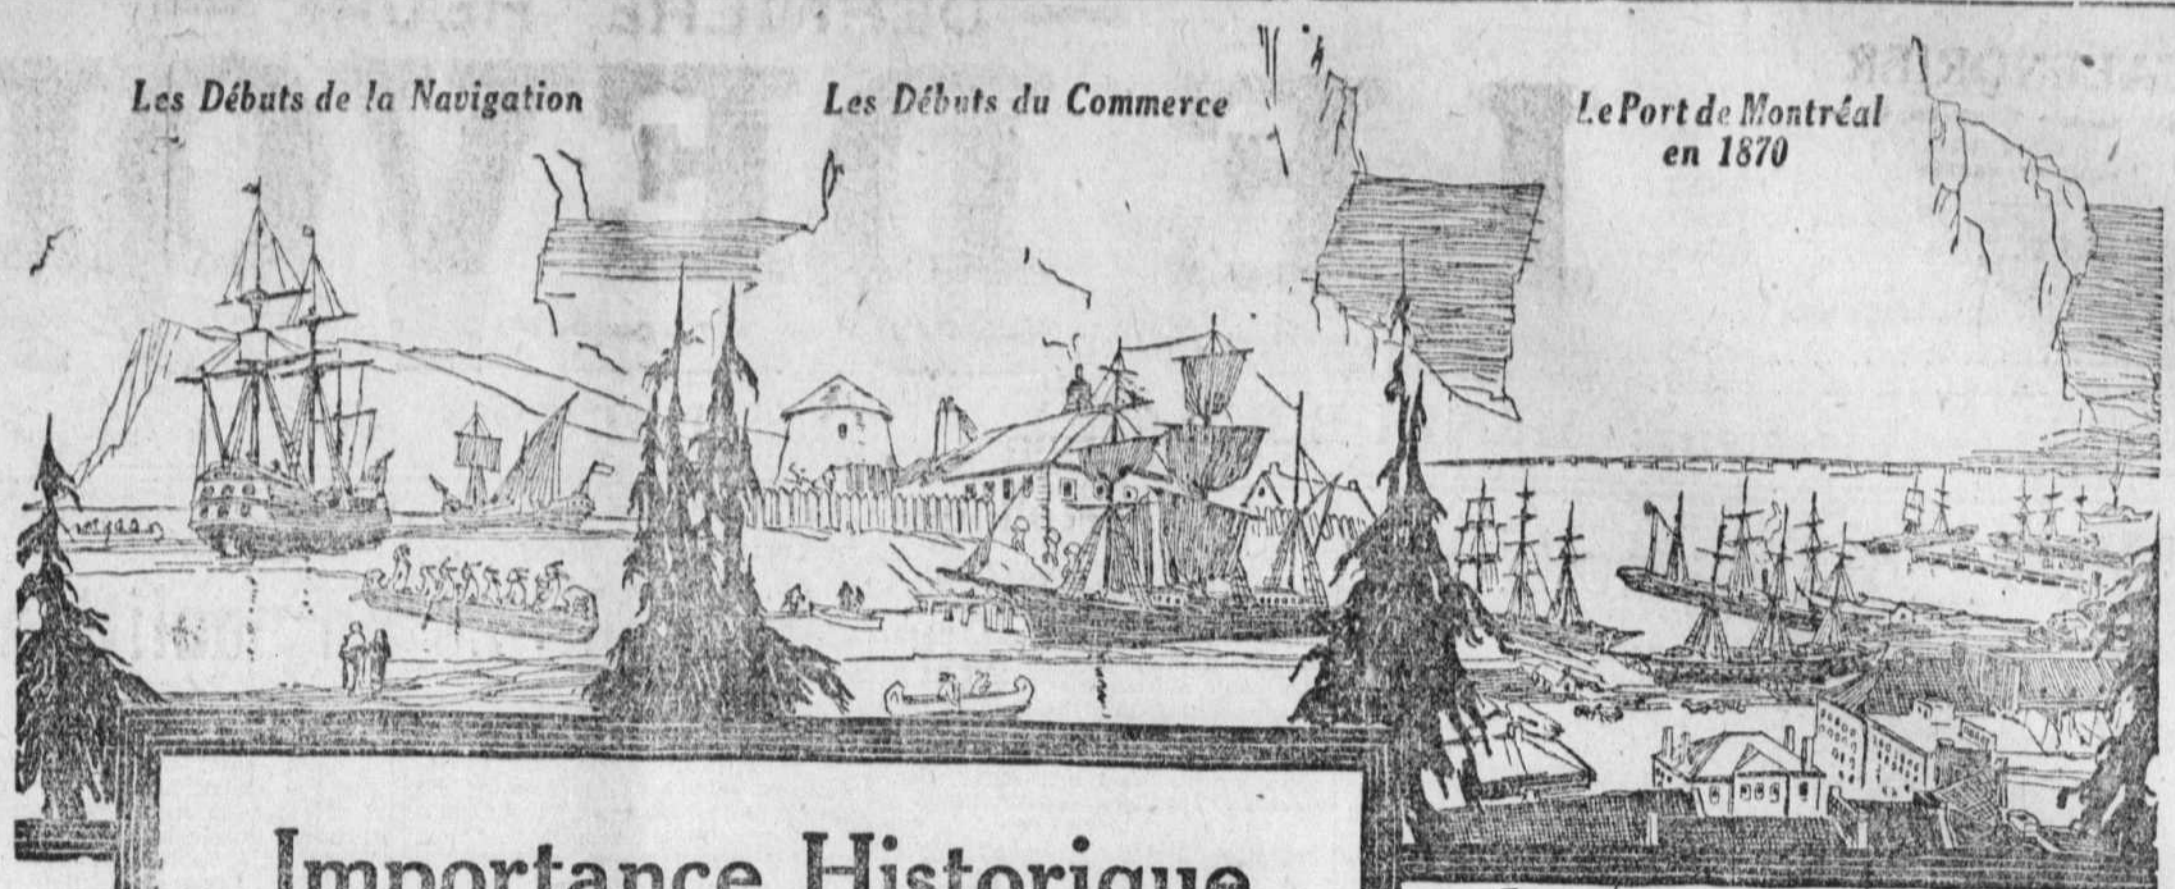 Les Débuts de la Navigation
Les Débuts du Commerce
Le Port de Montréal
en 1870
Importance Historique